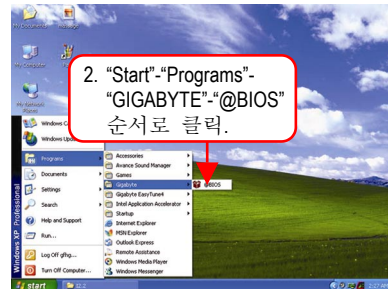 My Computer
My Network
Places
2. “Start”-“Programs”-
“GIGABYTE”-“@BIOS”
순서로 클릭.
Windows
Windows
Programs
Documents
Settings
Search
Help and Support
Run...
Log Off gfhg...
Turn Off Computer...
Windows XP Professional
Accessories
Avance Sound Manager
Games
Gigabyte
Gigabyte EasyTune4
Intel Application Accelerator
Startup
Internet Explorer
MSN Explorer
Outlook Express
Remote Assistance
Windows Media Player
Windows Messenger
@BIOS
start